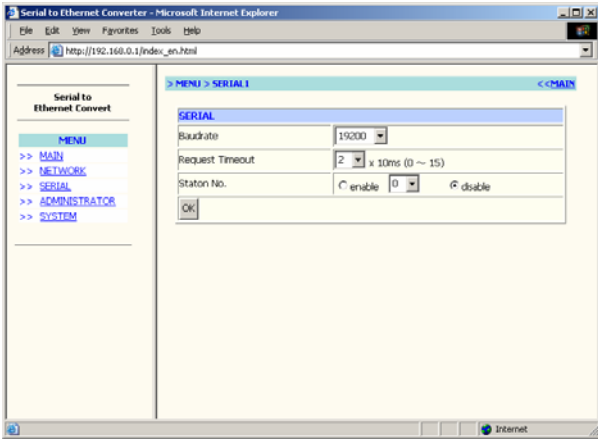 Serial to Ethernet Converter - Microsoft Internet Explorer
File Edit View Favorites Tools Help
Address http://192.168.0.1/index_en.html
Serial to
Ethernet Convert
MENU
>> MAIN
>> NETWORK
>> SERIAL
>> ADMINISTRATOR
>> SYSTEM
> MENU > SERIAL1 <<MAIN
SERIAL
Baudrate 19200
Request Timeout 2 x 10ms (0 ~ 15)
Staton No. enable 0 disable
OK
Internet